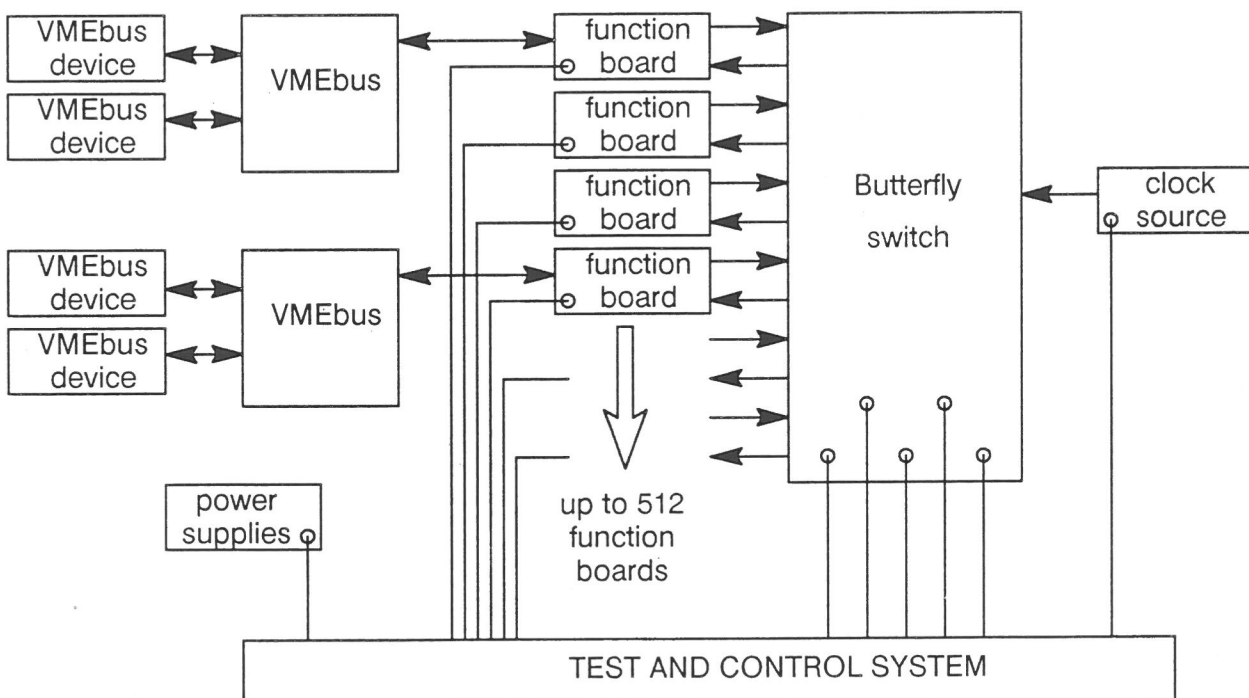 VMEbus
device
VMEbus
device
VMEbus
function
board
function
board
function
board
function
board
Butterfly
switch
clock
source
VMEbus
device
VMEbus
device
VMEbus
up to 512
function
boards
power
supplies
TEST AND CONTROL SYSTEM